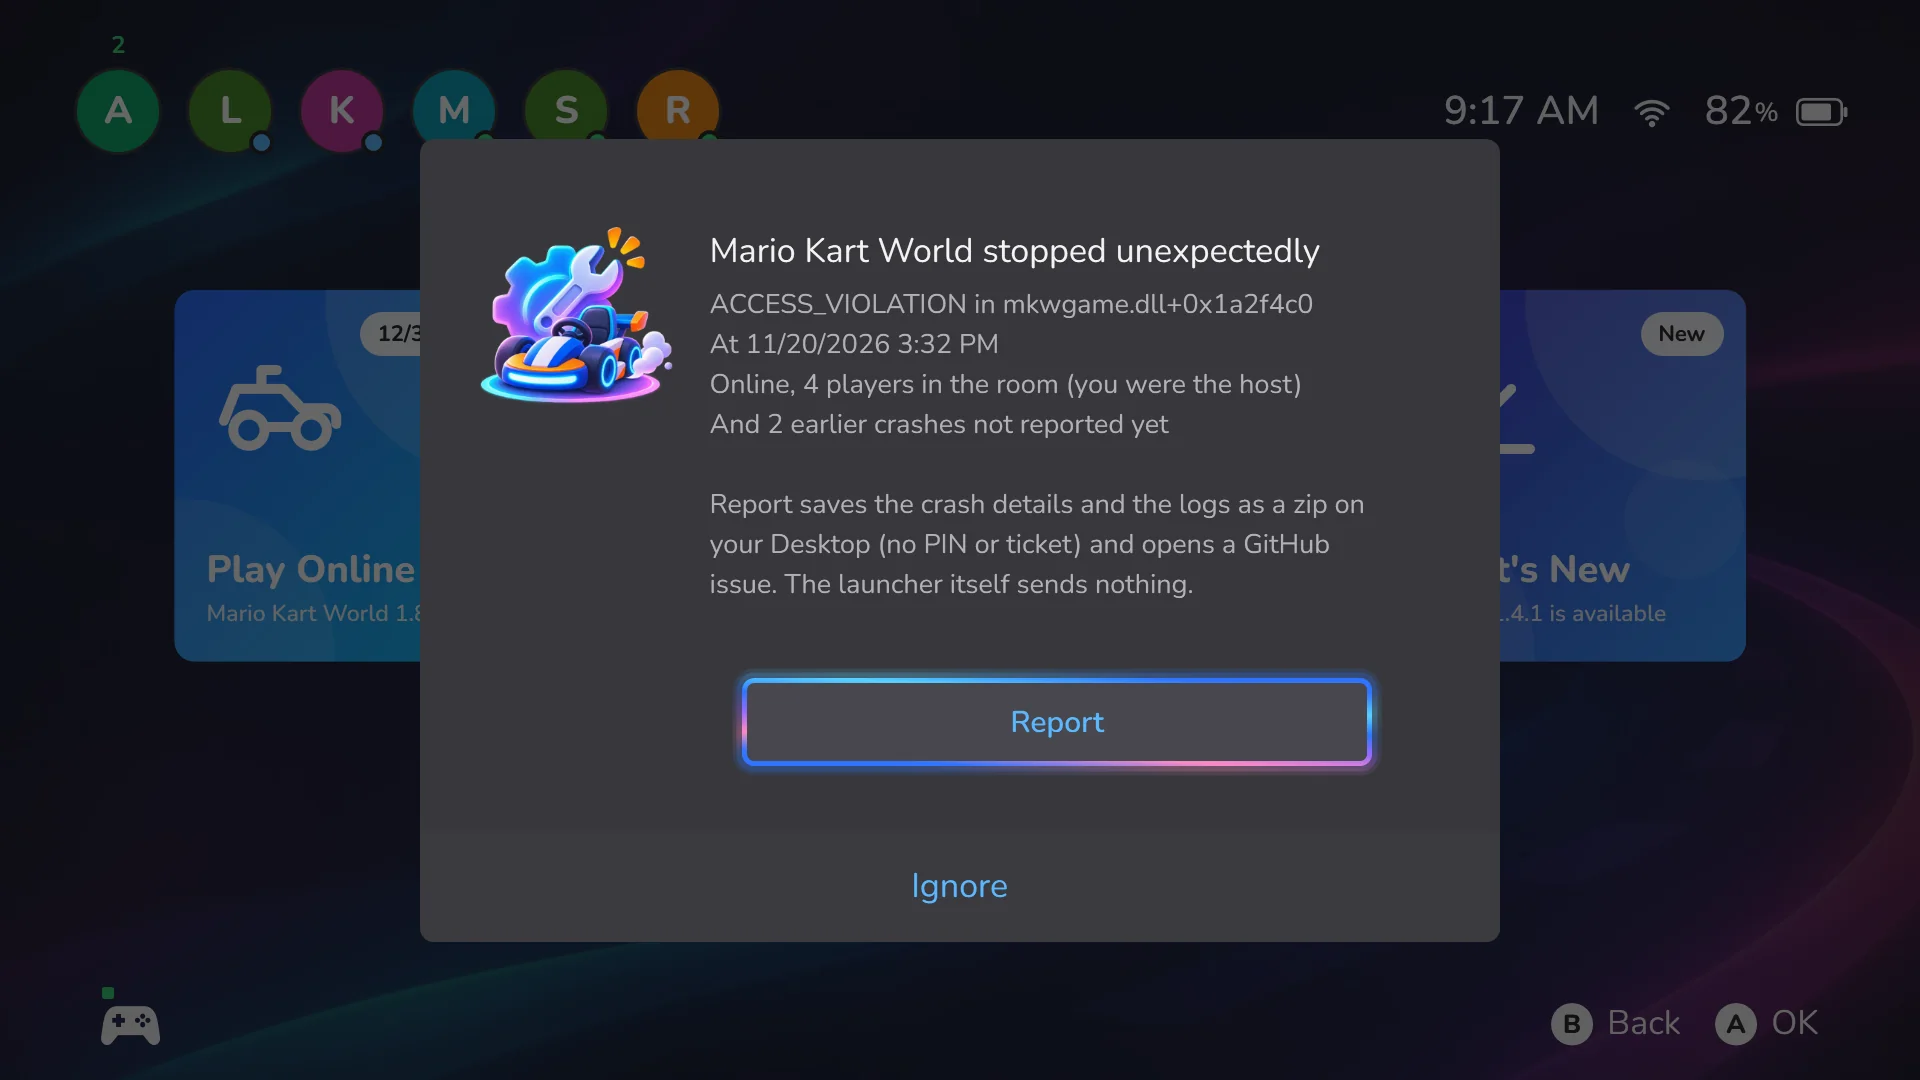 2
A L K M S R
9:17 AM 82%
Mario Kart World stopped unexpectedly
ACCESS_VIOLATION in mkwgame.dll+0x1a2f4c0
At 11/20/2026 3:32 PM
Online, 4 players in the room (you were the host)
And 2 earlier crashes not reported yet
Report saves the crash details and the logs as a zip on
your Desktop (no PIN or ticket) and opens a GitHub
issue. The launcher itself sends nothing.
Report
Ignore
12/3
Play Online
Mario Kart World 1.8
New
t's New
.4.1 is available
B Back A OK